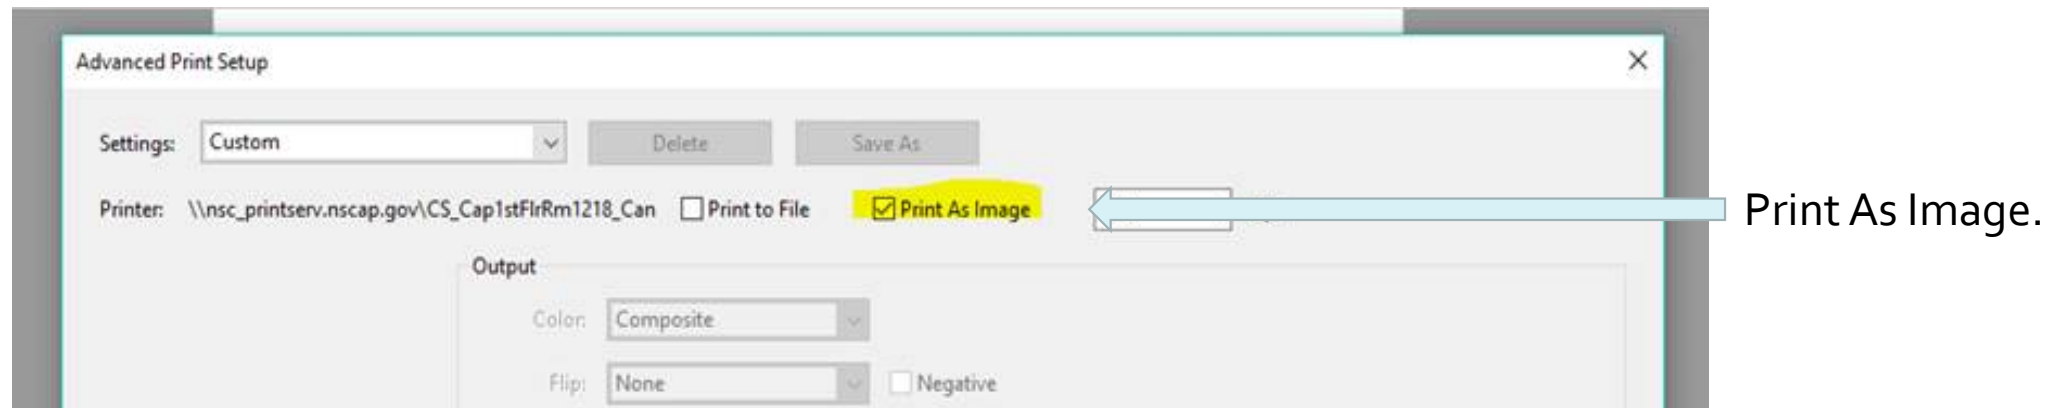 Advanced Print Setup
Settings: Custom Delete Save As
Printer: \\nsc_printserv.nscap.gov\CS_Cap1stFlrRm1218_Can Print to File Print As Image Print As Image.
Output
Color: Composite
Flip: None Negative